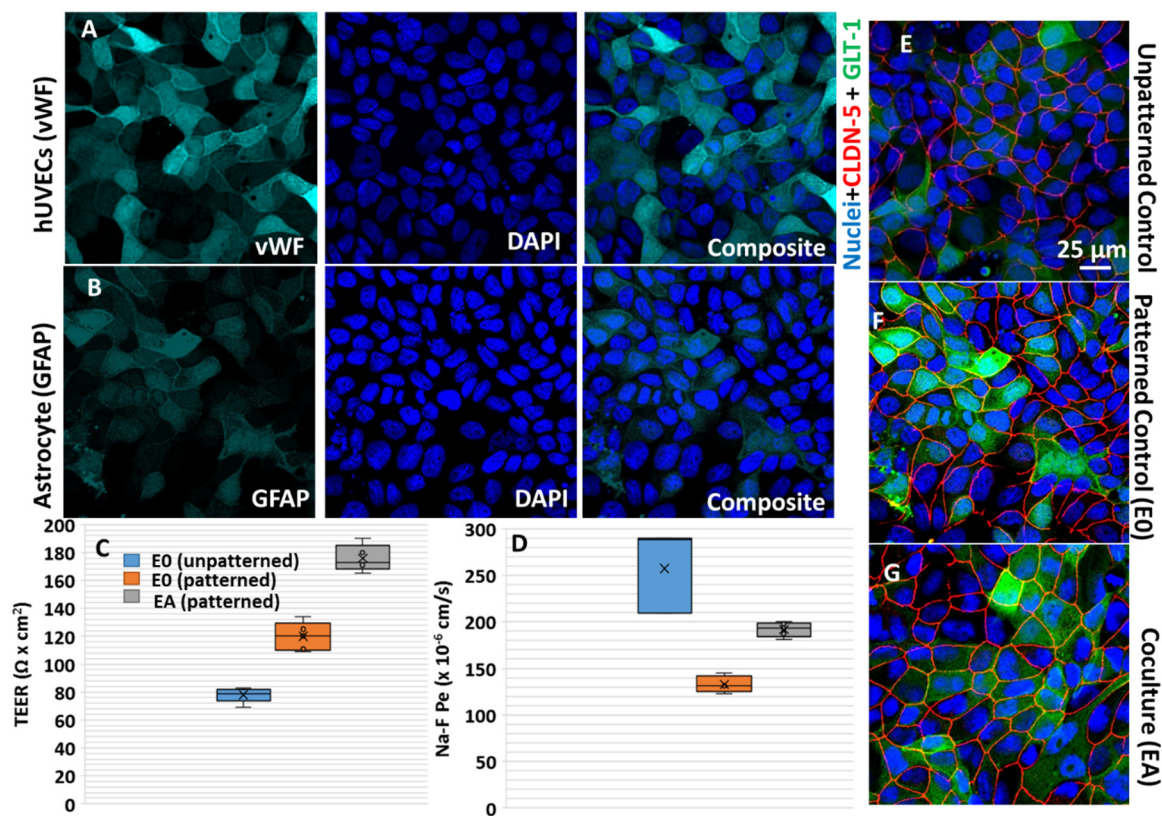 hUVECs (vWF)
A
vWF
DAPI
Composite
Astrocyte (GFAP)
B
GFAP
DAPI
Composite
Nuclei+CLDN-5 + GLT-1
E
25 µm
Unpatterned Control
F
Patterned Control (E0)
G
Coculture (EA)
C
TEER (Ω x cm²)
200
180
160
140
120
100
80
60
40
20
0
E0 (unpatterned)
E0 (patterned)
EA (patterned)
D
Na-F Pe (x 10⁻⁶ cm/s)
300
250
200
150
100
50
0